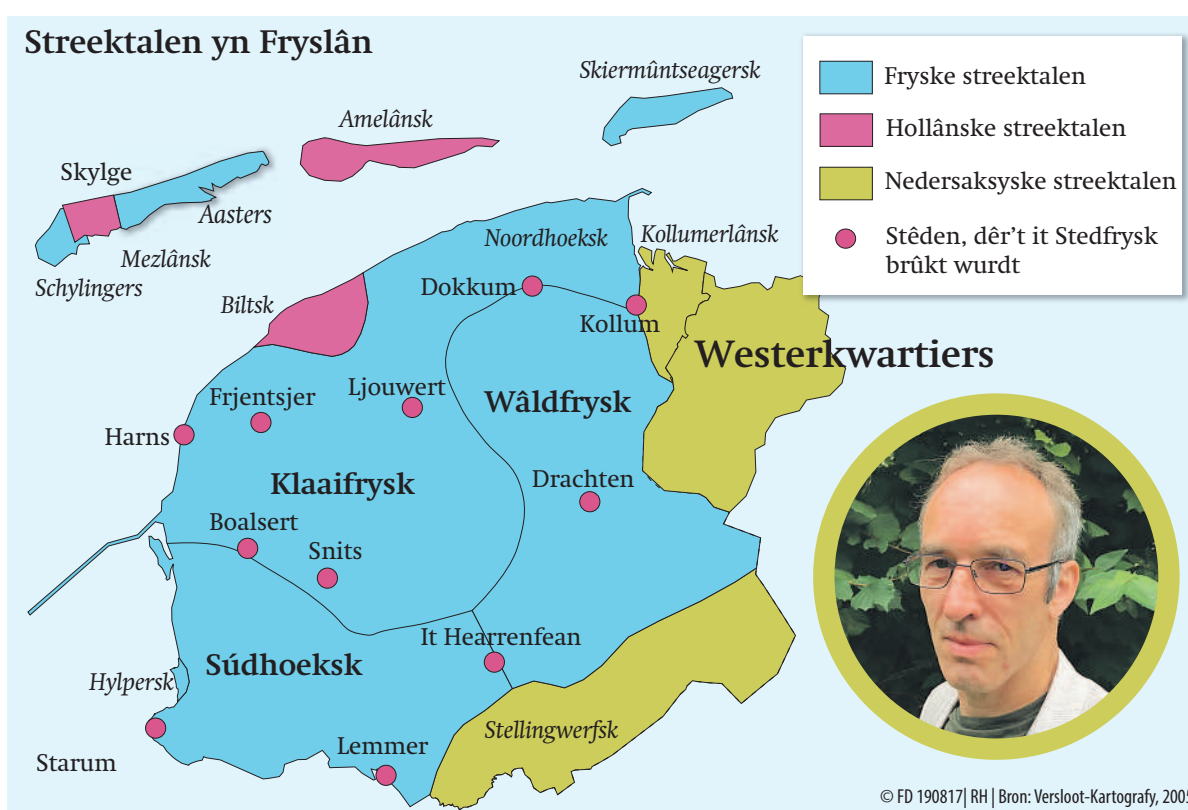 Streektalen yn Fryslân
Fryske streektalen
Hollânske streektalen
Nedersaksyske streektalen
Stêden, dêr't it Stedfrysk
brûkt wurdt
Skiermûntseagersk
Amelânsk
Skylge
Aasters
Mezlânsk
Schylingers
Noordhoeksk
Kollumerlânsk
Biltsk
Dokkum
Kollum
Westerkwartiers
Frjentsjer
Ljouwert
Wâldfrysk
Harns
Klaaifrysk
Drachten
Boalsert
Snits
It Hearrenfean
Súdhoeksk
Hylpersk
Stellingwerfsk
Starum
Lemmer
© FD 190817| RH | Bron: Versloot-Kartografy, 2005